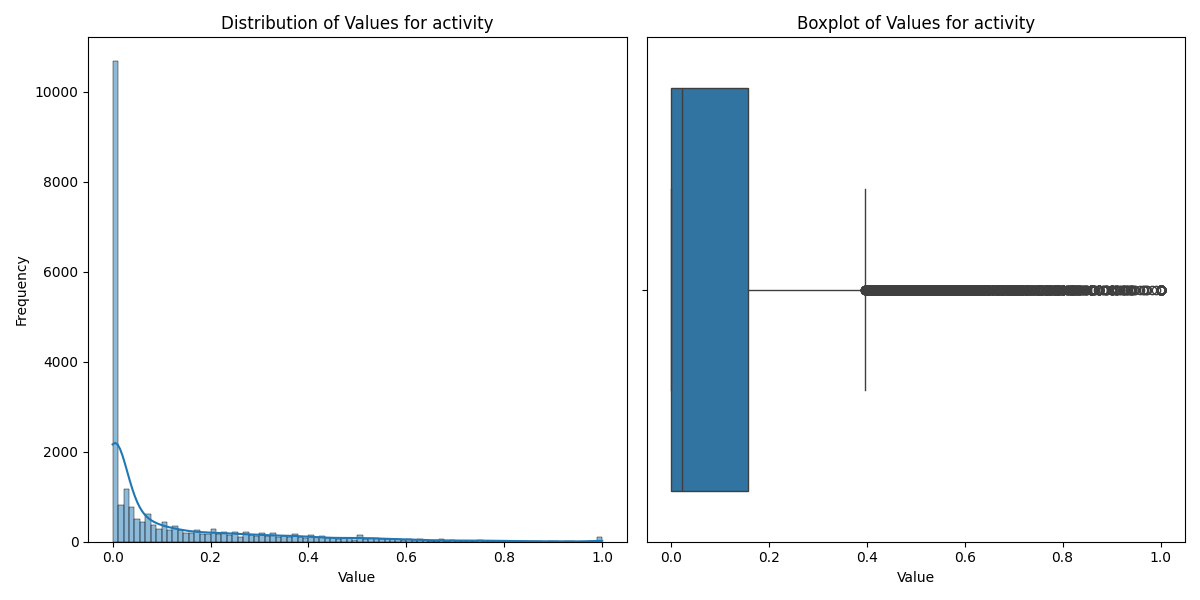 Distribution of Values for activity
Frequency
10000
8000
6000
4000
2000
0
0.0 0.2 0.4 0.6 0.8 1.0
Value
Boxplot of Values for activity
0.0 0.2 0.4 0.6 0.8 1.0
Value